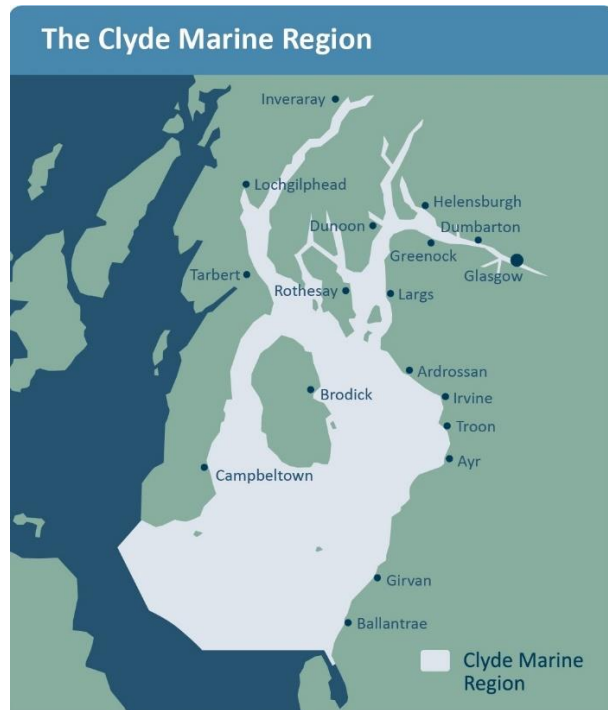 The Clyde Marine Region
Inveraray
Lochgilphead
Helensburgh
Dunoon
Dumbarton
Greenock
Glasgow
Tarbert
Rothesay
Largs
Ardrossan
Brodick
Irvine
Troon
Ayr
Campbeltown
Girvan
Ballantrae
Clyde Marine
Region